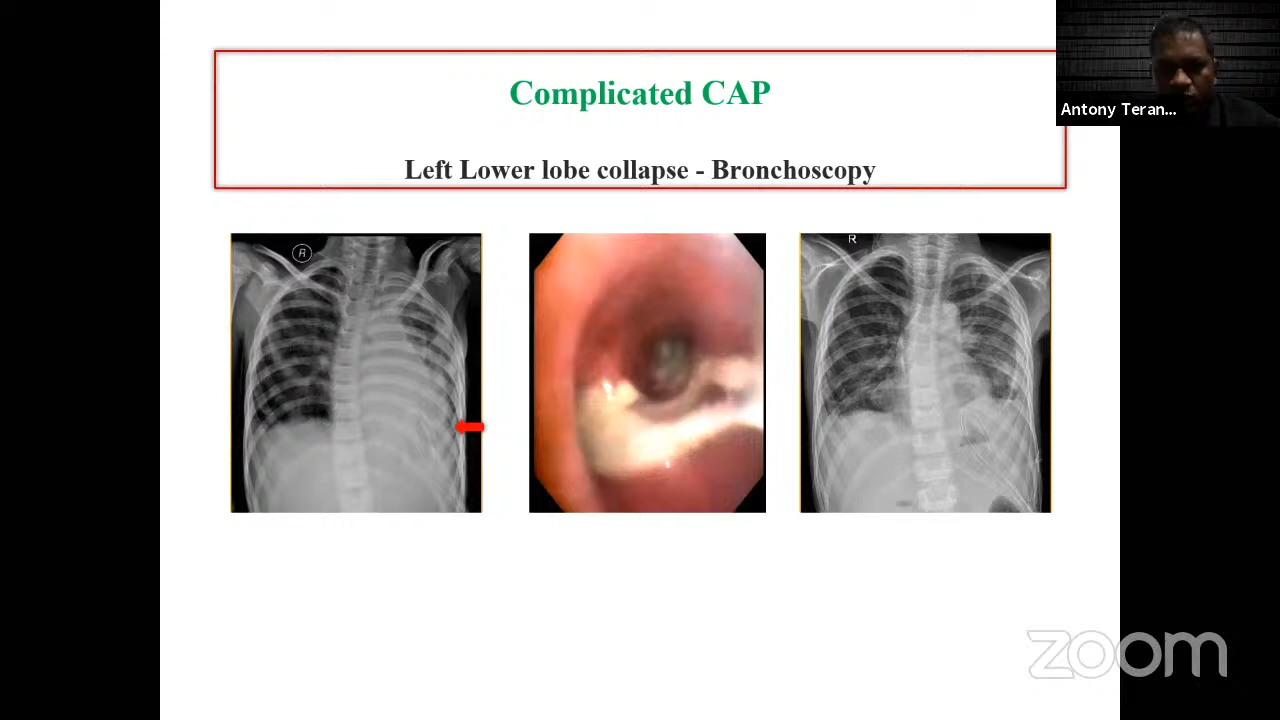 Complicated CAP
Antony Teran...
Left Lower lobe collapse - Bronchoscopy
R
R
zoom